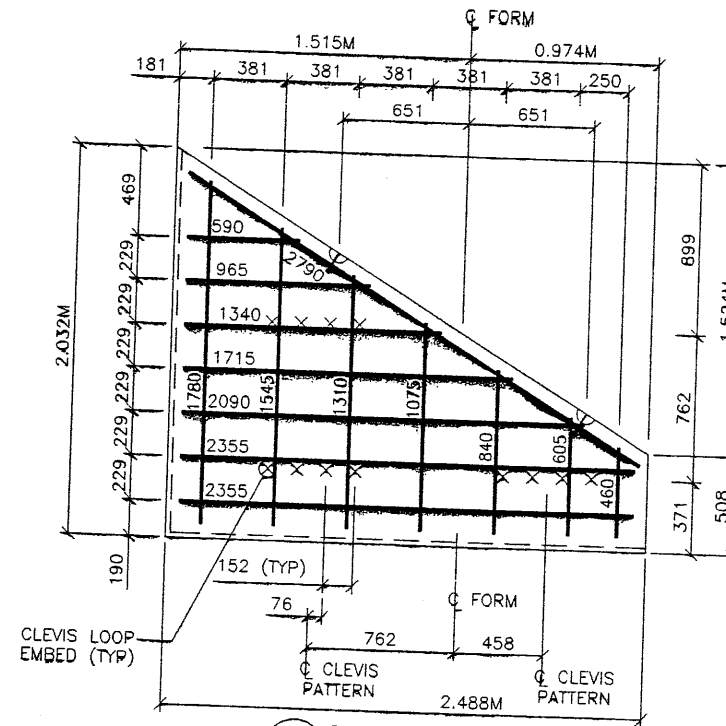 ℄ FORM
1.515M 0.974M
181 381 381 381 381 381 250
651 651
469
229
229
229
229
229
229
190
2.032M
590
2790
965
1340
1715
2090
2355
2355
1780
1545
1310
1075
840
605
460
899
762
371
508
152 (TYP)
76
℄ FORM
762 458
CLEVIS LOOP
EMBED (TYP)
℄ CLEVIS
PATTERN
℄ CLEVIS
PATTERN
2.488M